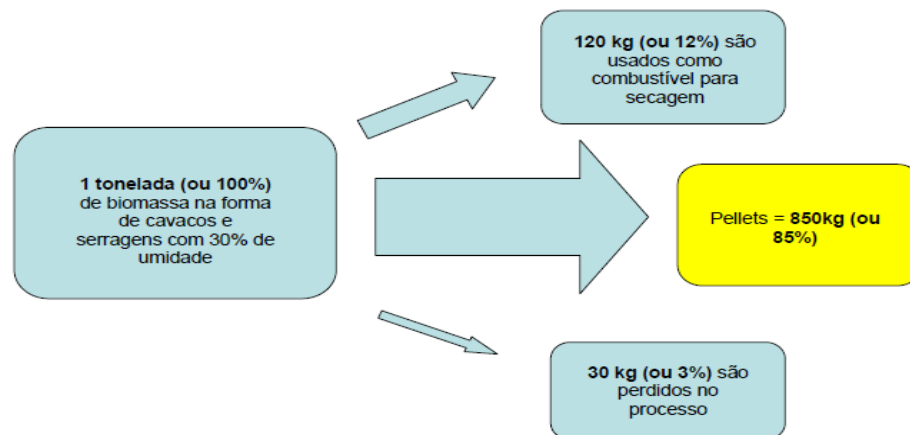 120 kg (ou 12%) são
usados como
combustível para
secagem
1 tonelada (ou 100%)
de biomassa na forma
de cavacos e
serragens com 30% de
umidade
Pellets = 850kg (ou
85%)
30 kg (ou 3%) são
perdidos no
processo